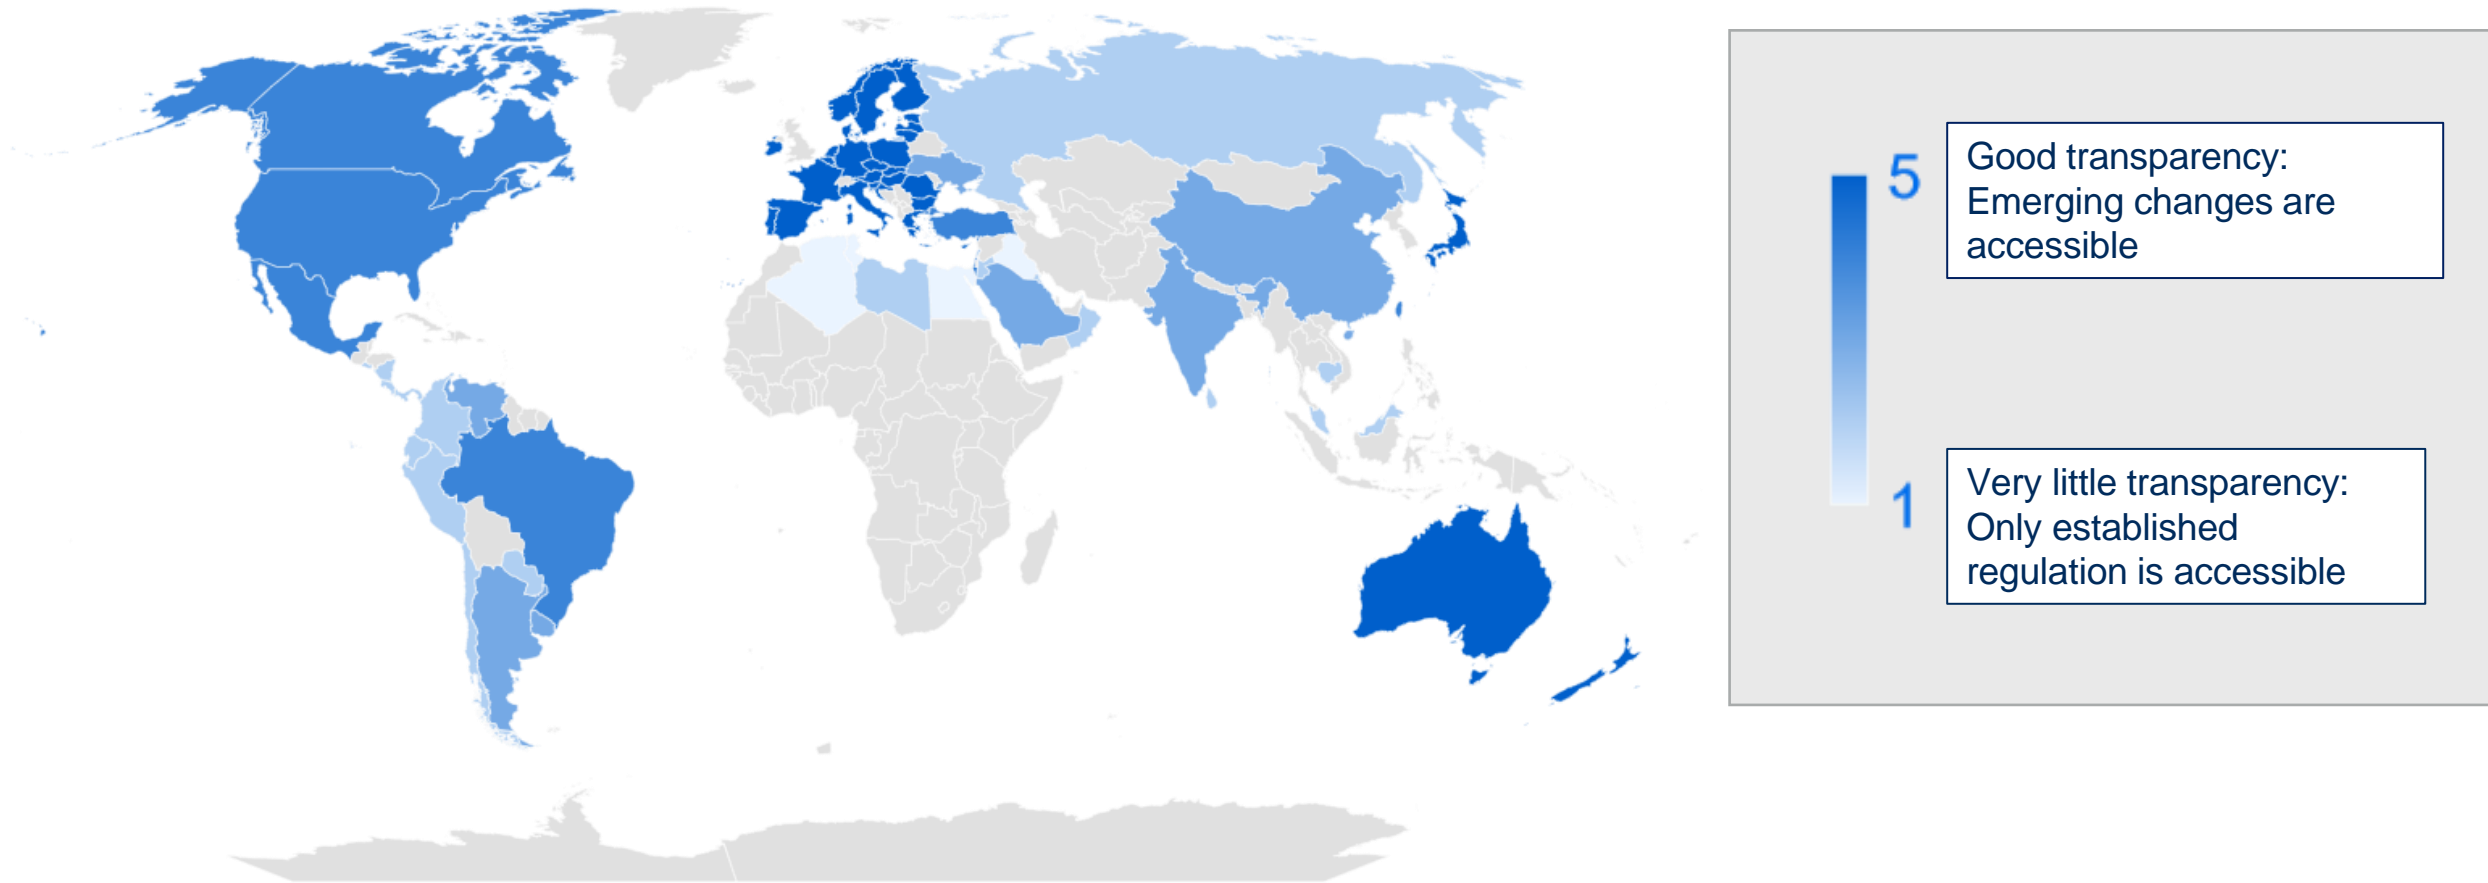 5
Good transparency:
Emerging changes are
accessible
1
Very little transparency:
Only established
regulation is accessible